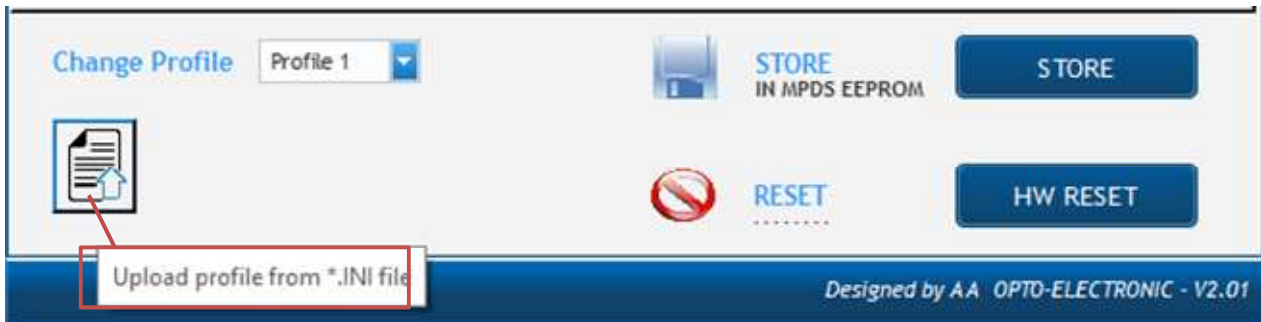 Change Profile
Profile 1
STORE
IN MPDS EEPROM
STORE
RESET
HW RESET
Upload profile from *.INI file
Designed by AA OPTO-ELECTRONIC - V2.01